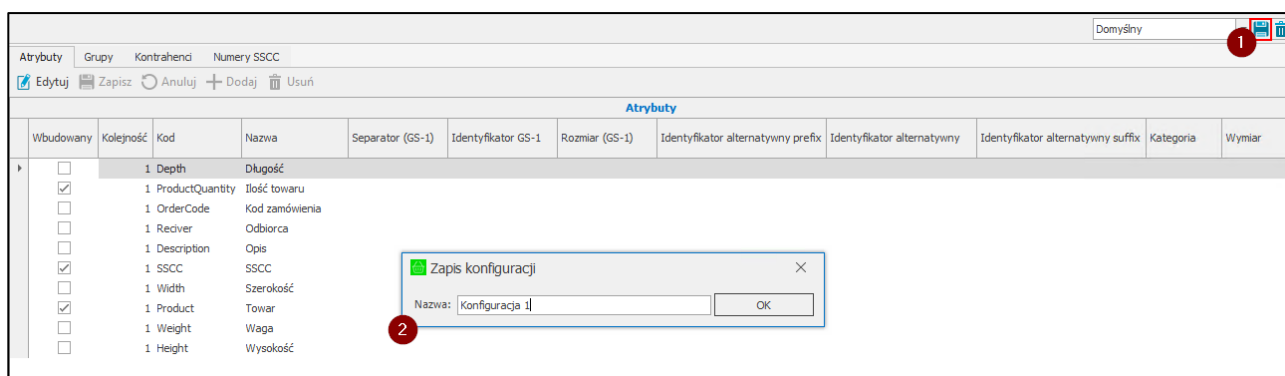 Domyślny
1
Atrybuty Grupy Kontrahenci Numery SSCC
Edytuj Zapisz Anuluj Dodaj Usuń
Atrybuty
Wbudowany Kolejność Kod Nazwa Separator (GS-1) Identyfikator GS-1 Rozmiar (GS-1) Identyfikator alternatywny prefix Identyfikator alternatywny Identyfikator alternatywny suffix Kategoria Wymiar
1 Depth Długość
1 ProductQuantity Ilość towaru
1 OrderCode Kod zamówienia
1 Reciver Odbiorca
1 Description Opis
1 SSCC SSCC
1 Width Szerokość
1 Product Towar
1 Weight Waga
1 Height Wysokość
Zapis konfiguracji
Nazwa: Konfiguracja 1 OK
2